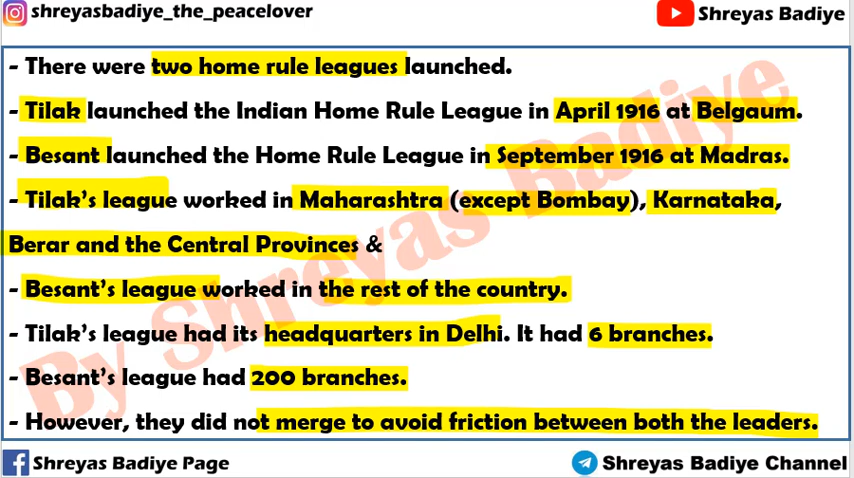 shreyasbadiye_the_peacelover
Shreyas Badiye
- There were two home rule leagues launched.
- Tilak launched the Indian Home Rule League in April 1916 at Belgaum.
- Besant launched the Home Rule League in September 1916 at Madras.
- Tilak's league worked in Maharashtra (except Bombay), Karnataka,
Berar and the Central Provinces &
- Besant's league worked in the rest of the country.
- Tilak's league had its headquarters in Delhi. It had 6 branches.
- Besant's league had 200 branches.
- However, they did not merge to avoid friction between both the leaders.
By Shreyas Badiye
Shreyas Badiye Page
Shreyas Badiye Channel